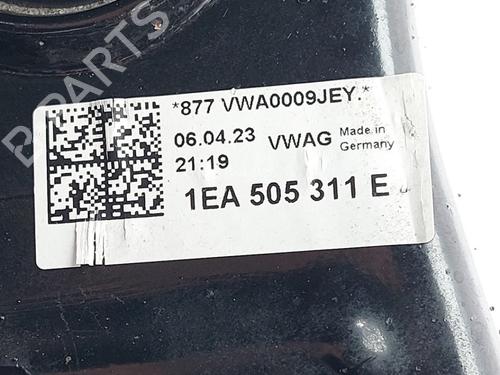 B-PARTS
*877 VWA0009JEY.*
06.04.23 VWAG Made in
21:19 Germany
1EA 505 311 E